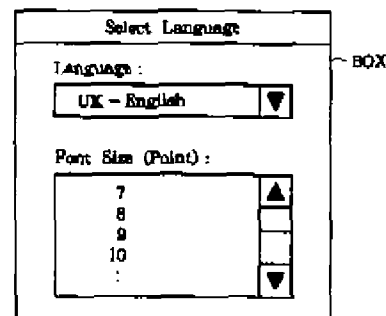 Select Language
BOX
Language :
UK - English
Font Size (Point) :
7
8
9
10
: